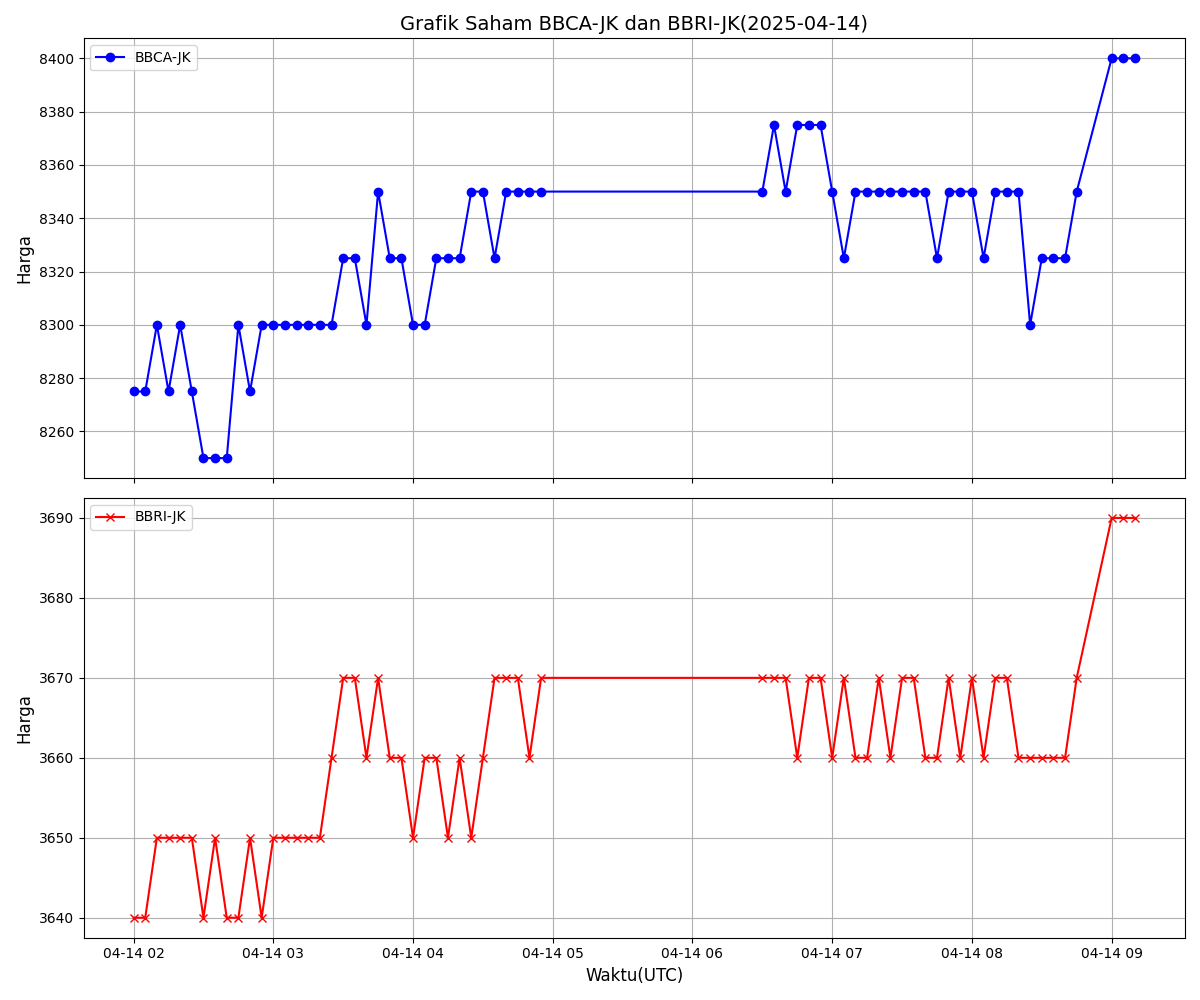 Grafik Saham BBCA-JK dan BBRI-JK(2025-04-14)
BBCA-JK
8400
8380
8360
8340
8320
8300
8280
8260
Harga
BBRI-JK
3690
3680
3670
3660
3650
3640
Harga
04-14 02 04-14 03 04-14 04 04-14 05 04-14 06 04-14 07 04-14 08 04-14 09
Waktu(UTC)